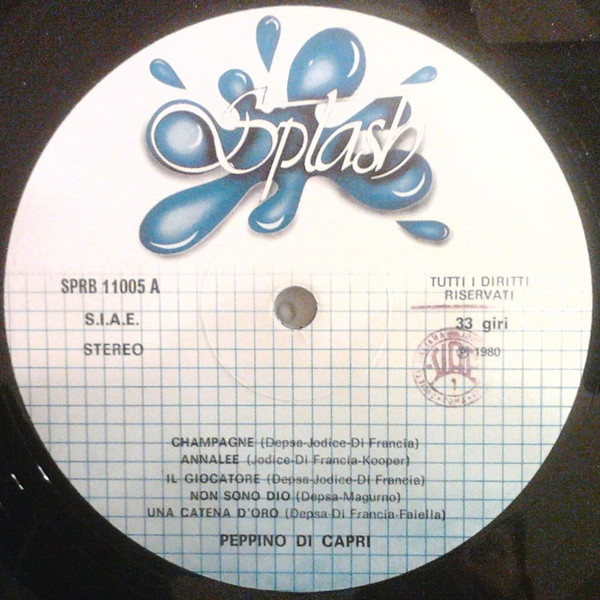 Splash
SPRB 11005 A
S.I.A.E.
STEREO
TUTTI I DIRITTI
RISERVATI
33 giri
℗ 1980
CHAMPAGNE (Depsa-Jodice-Di Francia)
ANNALEE (Jodice-Di Francia-Kooper)
IL GIOCATORE (Depsa-Jodice-Di Francia)
NON SONO DIO (Depsa-Magurno)
UNA CATENA D'ORO (Depsa-Di Francia-Faiella)
PEPPINO DI CAPRI